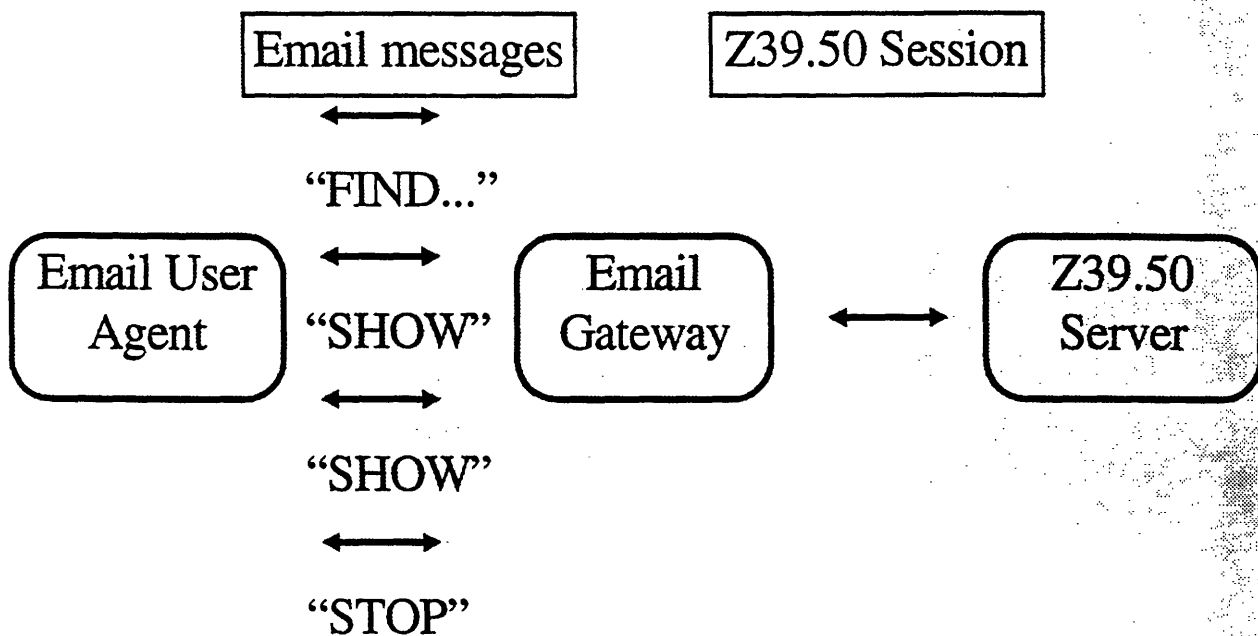 Email messages
Z39.50 Session
“FIND...”
Email User
Agent
“SHOW”
Email
Gateway
Z39.50
Server
“SHOW”
“STOP”